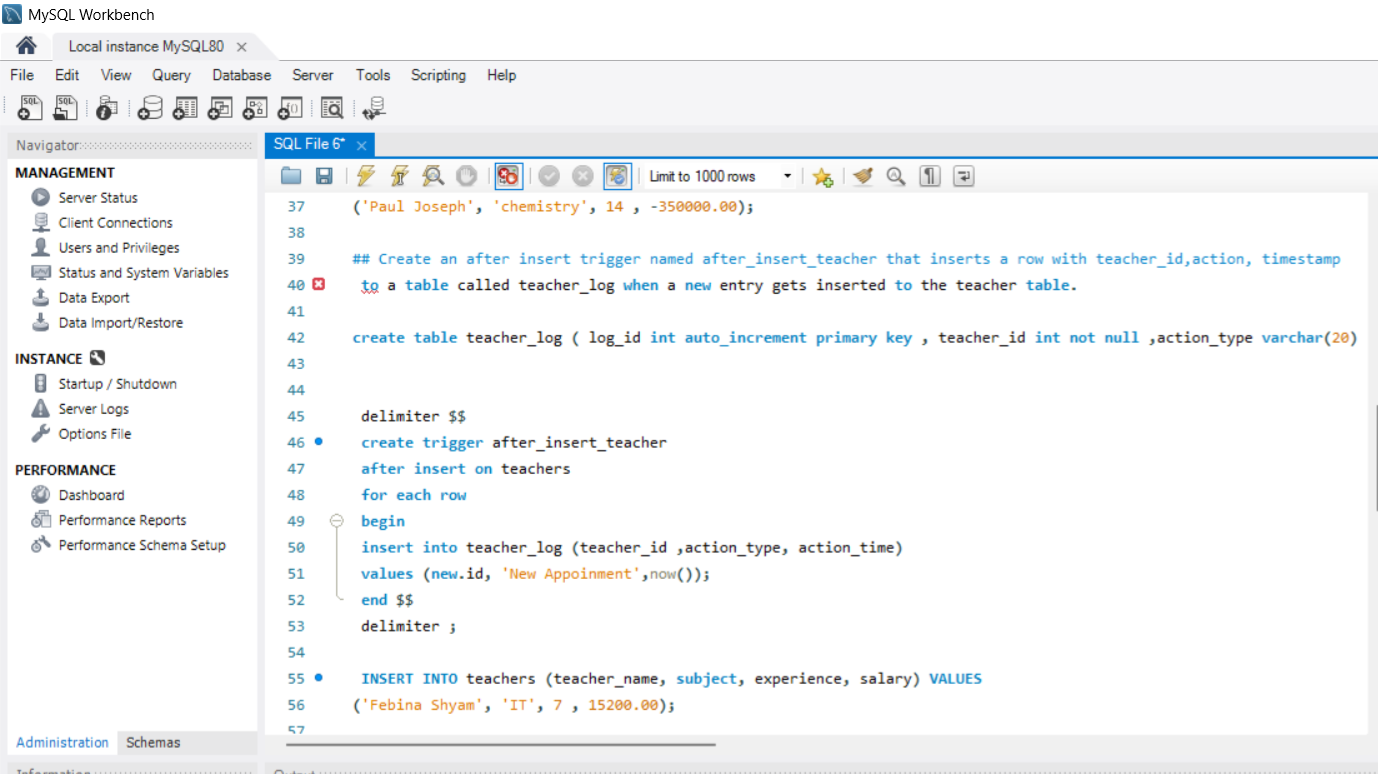 MySQL Workbench
Local instance MySQL80
File Edit View Query Database Server Tools Scripting Help
Navigator
SQL File 6*
MANAGEMENT
Server Status
Client Connections
Users and Privileges
Status and System Variables
Data Export
Data Import/Restore
INSTANCE
Startup / Shutdown
Server Logs
Options File
PERFORMANCE
Dashboard
Performance Reports
Performance Schema Setup
Administration Schemas
Limit to 1000 rows
37 ('Paul Joseph', 'chemistry', 14 , -350000.00);
38
39 ## Create an after insert trigger named after_insert_teacher that inserts a row with teacher_id,action, timestamp
40 to a table called teacher_log when a new entry gets inserted to the teacher table.
41
42 create table teacher_log ( log_id int auto_increment primary key , teacher_id int not null ,action_type varchar(20)
43
44
45 delimiter $$
46 create trigger after_insert_teacher
47 after insert on teachers
48 for each row
49 begin
50 insert into teacher_log (teacher_id ,action_type, action_time)
51 values (new.id, 'New Appoinment',now());
52 end $$
53 delimiter ;
54
55 INSERT INTO teachers (teacher_name, subject, experience, salary) VALUES
56 ('Febina Shyam', 'IT', 7 , 15200.00);
57